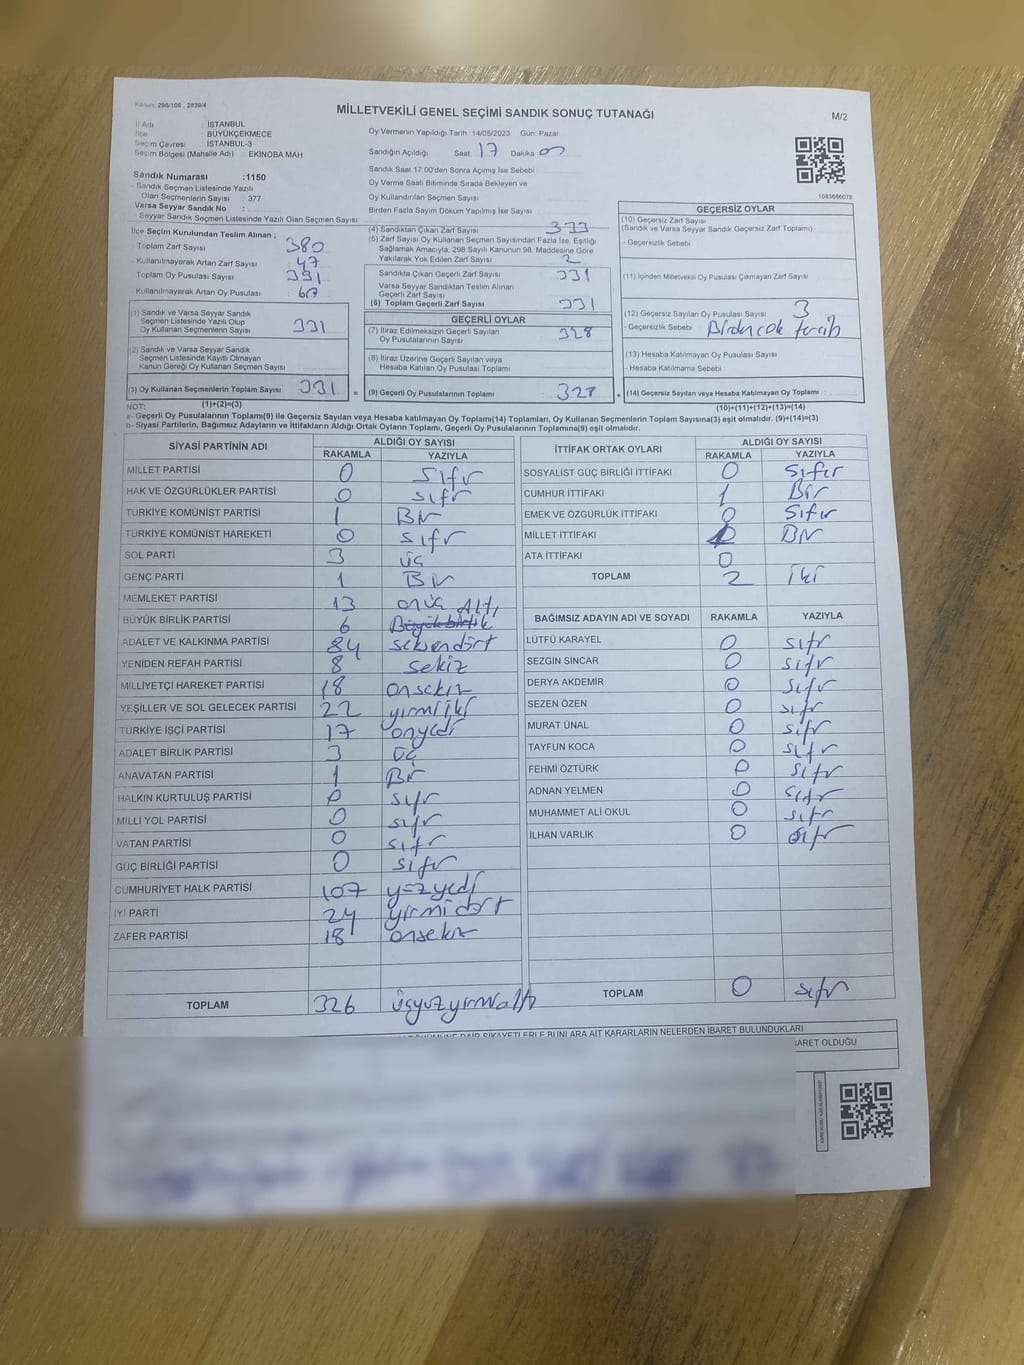 Kanun: 298/105 , 2839/4
MİLLETVEKİLİ GENEL SEÇİMİ SANDIK SONUÇ TUTANAĞI
M/2
İl Adı : İSTANBUL
İlçe : BÜYÜKÇEKMECE
Seçim Çevresi : İSTANBUL-3
Seçim Bölgesi (Mahalle Adı) : EKİNOBA MAH
Oy Vermenin Yapıldığı Tarih :14/05/2023 Gün: Pazar
Sandığın Açıldığı Saat 17 Dakika 00
Sandık Saat 17.00'den Sonra Açımış İse Sebebi
Oy Verme Saati Bitiminde Sırada Bekleyen ve
Oy Kullandırılan Seçmen Sayısı
Birden Fazla Sayım Döküm Yapılmış İse Sayısı
Sandık Numarası :1150
- Sandık Seçmen Listesinde Yazılı
Olan Seçmenlerin Sayısı : 377
Varsa Seyyar Sandık No :
- Seyyar Sandık Seçmen Listesinde Yazılı Olan Seçmen Sayısı:
1083686078
İlçe Seçim Kurulundan Teslim Alınan ;
- Toplam Zarf Sayısı 380
- Kullanılmayarak Artan Zarf Sayısı 47
- Toplam Oy Pusulası Sayısı 391
- Kullanılmayarak Artan Oy Pusulası 60
(1) Sandık ve Varsa Seyyar Sandık
Seçmen Listesinde Yazılı Olup
Oy Kullanan Seçmenlerin Sayısı 331
(2) Sandık ve Varsa Seyyar Sandık
Seçmen Listesinde Kayıtlı Olmayan
Kanun Gereği Oy Kullanan Seçmen Sayısı
(3) Oy Kullanan Seçmenlerin Toplam Sayısı 331
(1)+(2)=(3)
(4) Sandıktan Çıkan Zarf Sayısı 333
(5) Zarf Sayısı Oy Kullanan Seçmen Sayısından Fazla İse, Eşitliği
Sağlamak Amacıyla, 298 Sayılı Kanunun 98. Maddesine Göre
Yakılarak Yok Edilen Zarf Sayısı 2
Sandıkta Çıkan Geçerli Zarf Sayısı 331
Varsa Seyyar Sandıktan Teslim Alınan
Geçerli Zarf Sayısı
(6) Toplam Geçerli Zarf Sayısı 331
GEÇERLİ OYLAR
(7) İtiraz Edilmeksizin Geçerli Sayılan
Oy Pusulalarının Sayısı 328
(8) İtiraz Üzerine Geçerli Sayılan veya
Hesaba Katılan Oy Pusulası Toplamı
= (9) Geçerli Oy Pusulalarının Toplamı 328
GEÇERSİZ OYLAR
(10) Geçersiz Zarf Sayısı
(Sandık ve Varsa Seyyar Sandık Geçersiz Zarf Toplamı)
- Geçersizlik Sebebi
(11) İçinden Milletvekili Oy Pusulası Çıkmayan Zarf Sayısı
(12) Geçersiz Sayılan Oy Pusulası Sayısı 3
- Geçersizlik Sebebi Birden çok tercih
(13) Hesaba Katılmayan Oy Pusulası Sayısı
- Hesaba Katılmama Sebebi
+ (14) Geçersiz Sayılan veya Hesaba Katılmayan Oy Toplamı
(10)+(11)+(12)+(13)=(14)
NOT:
a- Geçerli Oy Pusulalarının Toplamı(9) ile Geçersiz Sayılan veya Hesaba katılmayan Oy Toplamı(14) Toplamları, Oy Kullanan Seçmenlerin Toplam Sayısına(3) eşit olmalıdır. (9)+(14)=(3)
b- Siyasi Partilerin, Bağımsız Adayların ve İttifakların Aldığı Ortak Oyların Toplamı, Geçerli Oy Pusulalarının Toplamına(9) eşit olmalıdır.
SİYASİ PARTİNİN ADI ALDIĞI OY SAYISI
RAKAMLA YAZIYLA
MİLLET PARTİSİ 0 Sıfır
HAK VE ÖZGÜRLÜKLER PARTİSİ 0 sıfır
TÜRKİYE KOMÜNİST PARTİSİ 1 Bir
TÜRKİYE KOMÜNİST HAREKETİ 0 sıfır
SOL PARTİ 3 üç
GENÇ PARTİ 1 Bir
MEMLEKET PARTİSİ 13 onüç
BÜYÜK BİRLİK PARTİSİ 6 Büyük birlik Altı
ADALET VE KALKINMA PARTİSİ 84 seksendört
YENİDEN REFAH PARTİSİ 8 sekiz
MİLLİYETÇİ HAREKET PARTİSİ 18 onsekiz
YEŞİLLER VE SOL GELECEK PARTİSİ 22 yirmiiki
TÜRKİYE İŞÇİ PARTİSİ 17 onyedi
ADALET BİRLİK PARTİSİ 3 üç
ANAVATAN PARTİSİ 1 Bir
HALKIN KURTULUŞ PARTİSİ 0 sıfır
MİLLİ YOL PARTİSİ 0 sıfır
VATAN PARTİSİ 0 sıfır
GÜÇ BİRLİĞİ PARTİSİ 0 sıfır
CUMHURİYET HALK PARTİSİ 107 yüzyedi
İYİ PARTİ 24 yirmidört
ZAFER PARTİSİ 18 onsekiz
TOPLAM 326 üçyüzyirmialtı
İTTİFAK ORTAK OYLARI ALDIĞI OY SAYISI
RAKAMLA YAZIYLA
SOSYALİST GÜÇ BİRLİĞİ İTTİFAKI 0 Sıfır
CUMHUR İTTİFAKI 1 Bir
EMEK VE ÖZGÜRLÜK İTTİFAKI 0 Sıfır
MİLLET İTTİFAKI Bir
ATA İTTİFAKI 0
TOPLAM 2 iki
BAĞIMSIZ ADAYIN ADI VE SOYADI RAKAMLA YAZIYLA
LÜTFÜ KARAYEL 0 sıfır
SEZGİN SİNCAR 0 sıfır
DERYA AKDEMİR 0 sıfır
SEZEN ÖZEN 0 sıfır
MURAT ÜNAL 0 sıfır
TAYFUN KOCA 0 sıfır
FEHMİ ÖZTÜRK 0 sıfır
ADNAN YELMEN 0 sıfır
MUHAMMET ALİ OKUL 0 sıfır
İLHAN VARLIK 0 sıfır
TOPLAM 0 sıfır
DAİR ŞİKAYETLERLE BUNLARA AİT KARARLARIN NELERDEN İBARET BULUNDUKLARI
İBARET OLDUĞU